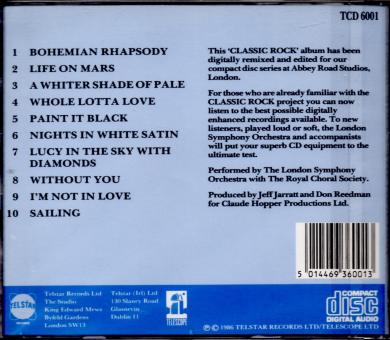 TCD 6001
1 BOHEMIAN RHAPSODY
2 LIFE ON MARS
3 A WHITER SHADE OF PALE
4 WHOLE LOTTA LOVE
5 PAINT IT BLACK
6 NIGHTS IN WHITE SATIN
7 LUCY IN THE SKY WITH
DIAMONDS
8 WITHOUT YOU
9 I'M NOT IN LOVE
10 SAILING
This 'CLASSIC ROCK' album has been
digitally remixed and edited for our
compact disc series at Abbey Road Studios,
London.
For those who are already familiar with the
CLASSIC ROCK project you can now
listen to the best possible digitally
enhanced recordings available. To new
listeners, played loud or soft, the London
Symphony Orchestra and accompanists
will put your superb CD equipment to the
ultimate test.
Performed by The London Symphony
Orchestra with The Royal Choral Society.
Produced by Jeff Jarratt and Don Reedman
for Claude Hopper Productions Ltd.
5 014469 360013
TELSTAR
Telstar Records Ltd
The Studio
King Edward Mews
Byfeld Gardens
London SW13
Telstar (Irl) Ltd
130 Slaney Road
Glasnevin
Dublin 11
TELESCOPE
COMPACT
disc
DIGITAL AUDIO
℗ © 1986 TELSTAR RECORDS LTD/TELESCOPE LTD